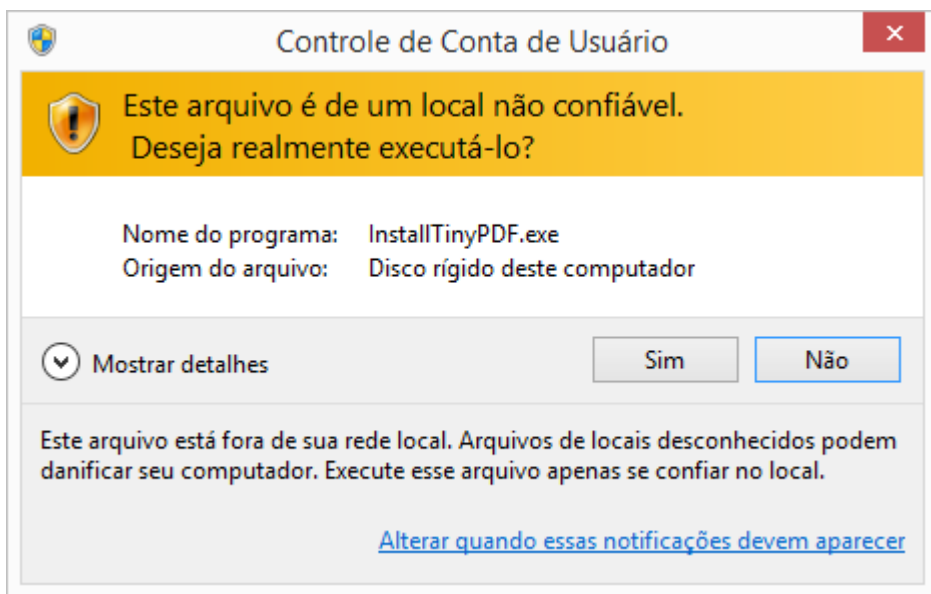 Controle de Conta de Usuário
Este arquivo é de um local não confiável.
Deseja realmente executá-lo?
Nome do programa: InstallTinyPDF.exe
Origem do arquivo: Disco rígido deste computador
Mostrar detalhes Sim Não
Este arquivo está fora de sua rede local. Arquivos de locais desconhecidos podem
danificar seu computador. Execute esse arquivo apenas se confiar no local.
Alterar quando essas notificações devem aparecer